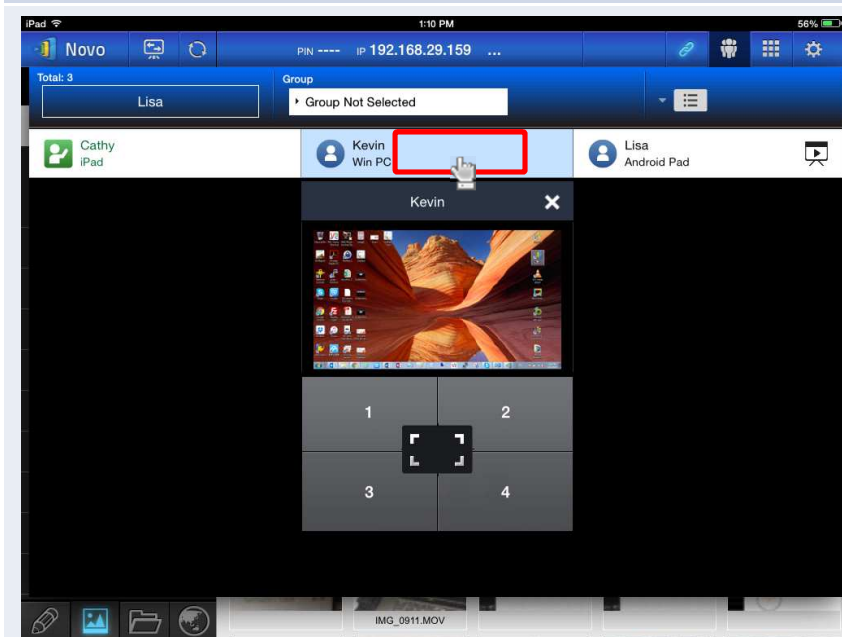 iPad 1:10 PM 56%
Novo PIN ---- IP 192.168.29.159 ...
Total: 3 Group
Lisa Group Not Selected
Cathy Kevin Lisa
iPad Win PC Android Pad
Kevin
1 2
3 4
IMG_0911.MOV